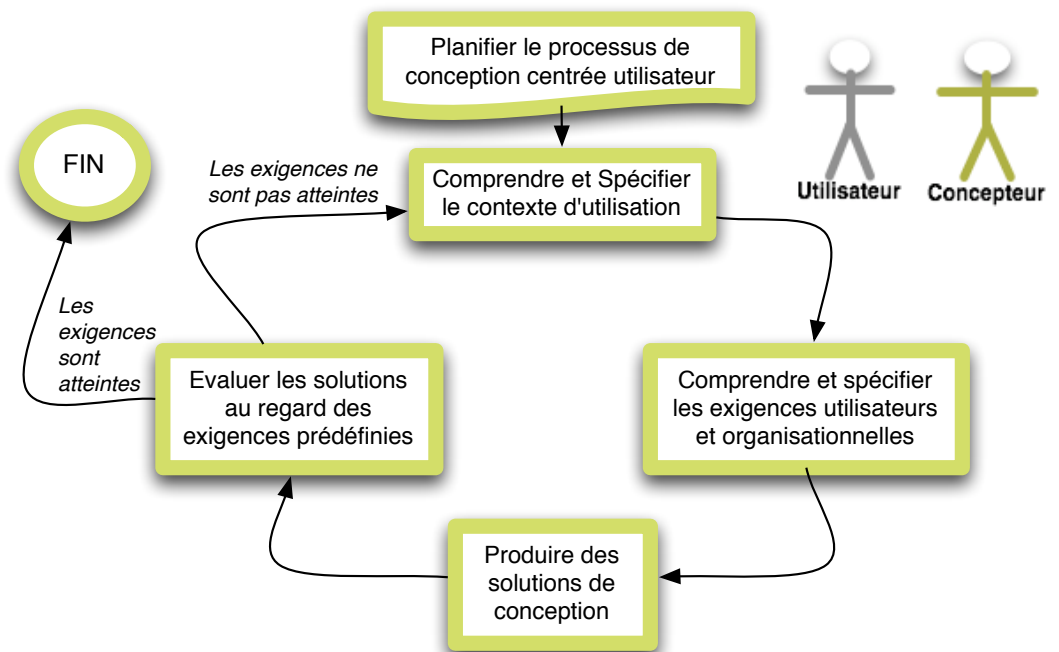 Planifier le processus de
conception centrée utilisateur
Utilisateur
Concepteur
FIN
Les exigences ne
sont pas atteintes
Comprendre et Spécifier
le contexte d'utilisation
Les
exigences
sont
atteintes
Evaluer les solutions
au regard des
exigences prédéfinies
Comprendre et spécifier
les exigences utilisateurs
et organisationnelles
Produire des
solutions de
conception